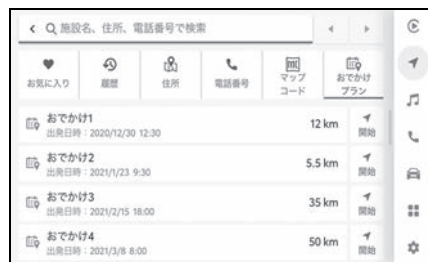 施設名、住所、電話番号で検索
お気に入り
履歴
住所
電話番号
マップ
コード
おでかけ
プラン
おでかけ1
12 km
出発日時：2020/12/30 12:30
開始
おでかけ2
5.5 km
出発日時：2021/1/23 9:30
開始
おでかけ3
35 km
出発日時：2021/2/15 18:00
開始
おでかけ4
50 km
出発日時：2021/3/8 8:00
開始